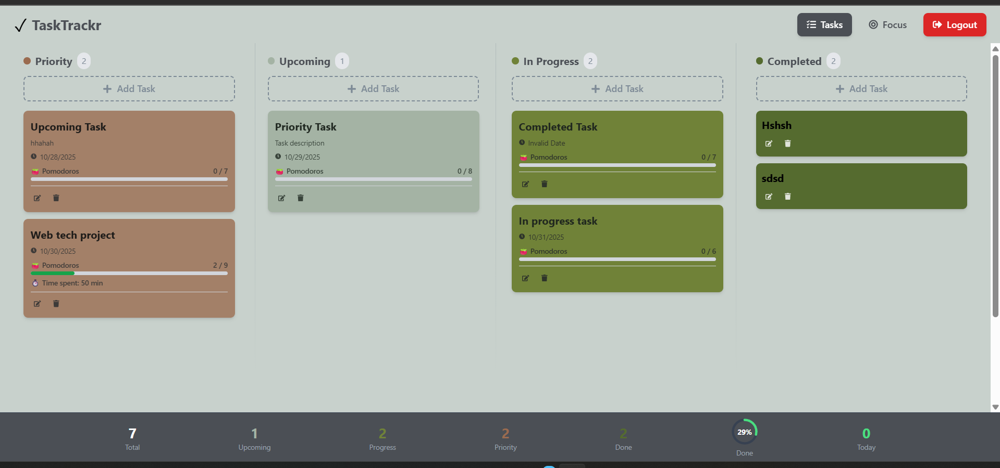 ✓ TaskTrackr
Tasks
Focus
Logout
Priority 2
Add Task
Upcoming Task
hhahah
10/28/2025
Pomodoros 0 / 7
Web tech project
10/30/2025
Pomodoros 2 / 9
Time spent: 50 min
Upcoming 1
Add Task
Priority Task
Task description
10/29/2025
Pomodoros 0 / 8
In Progress 2
Add Task
Completed Task
Invalid Date
Pomodoros 0 / 7
In progress task
10/31/2025
Pomodoros 0 / 6
Completed 2
Add Task
Hshsh
sdsd
7
Total
1
Upcoming
2
Progress
2
Priority
2
Done
29%
Done
0
Today